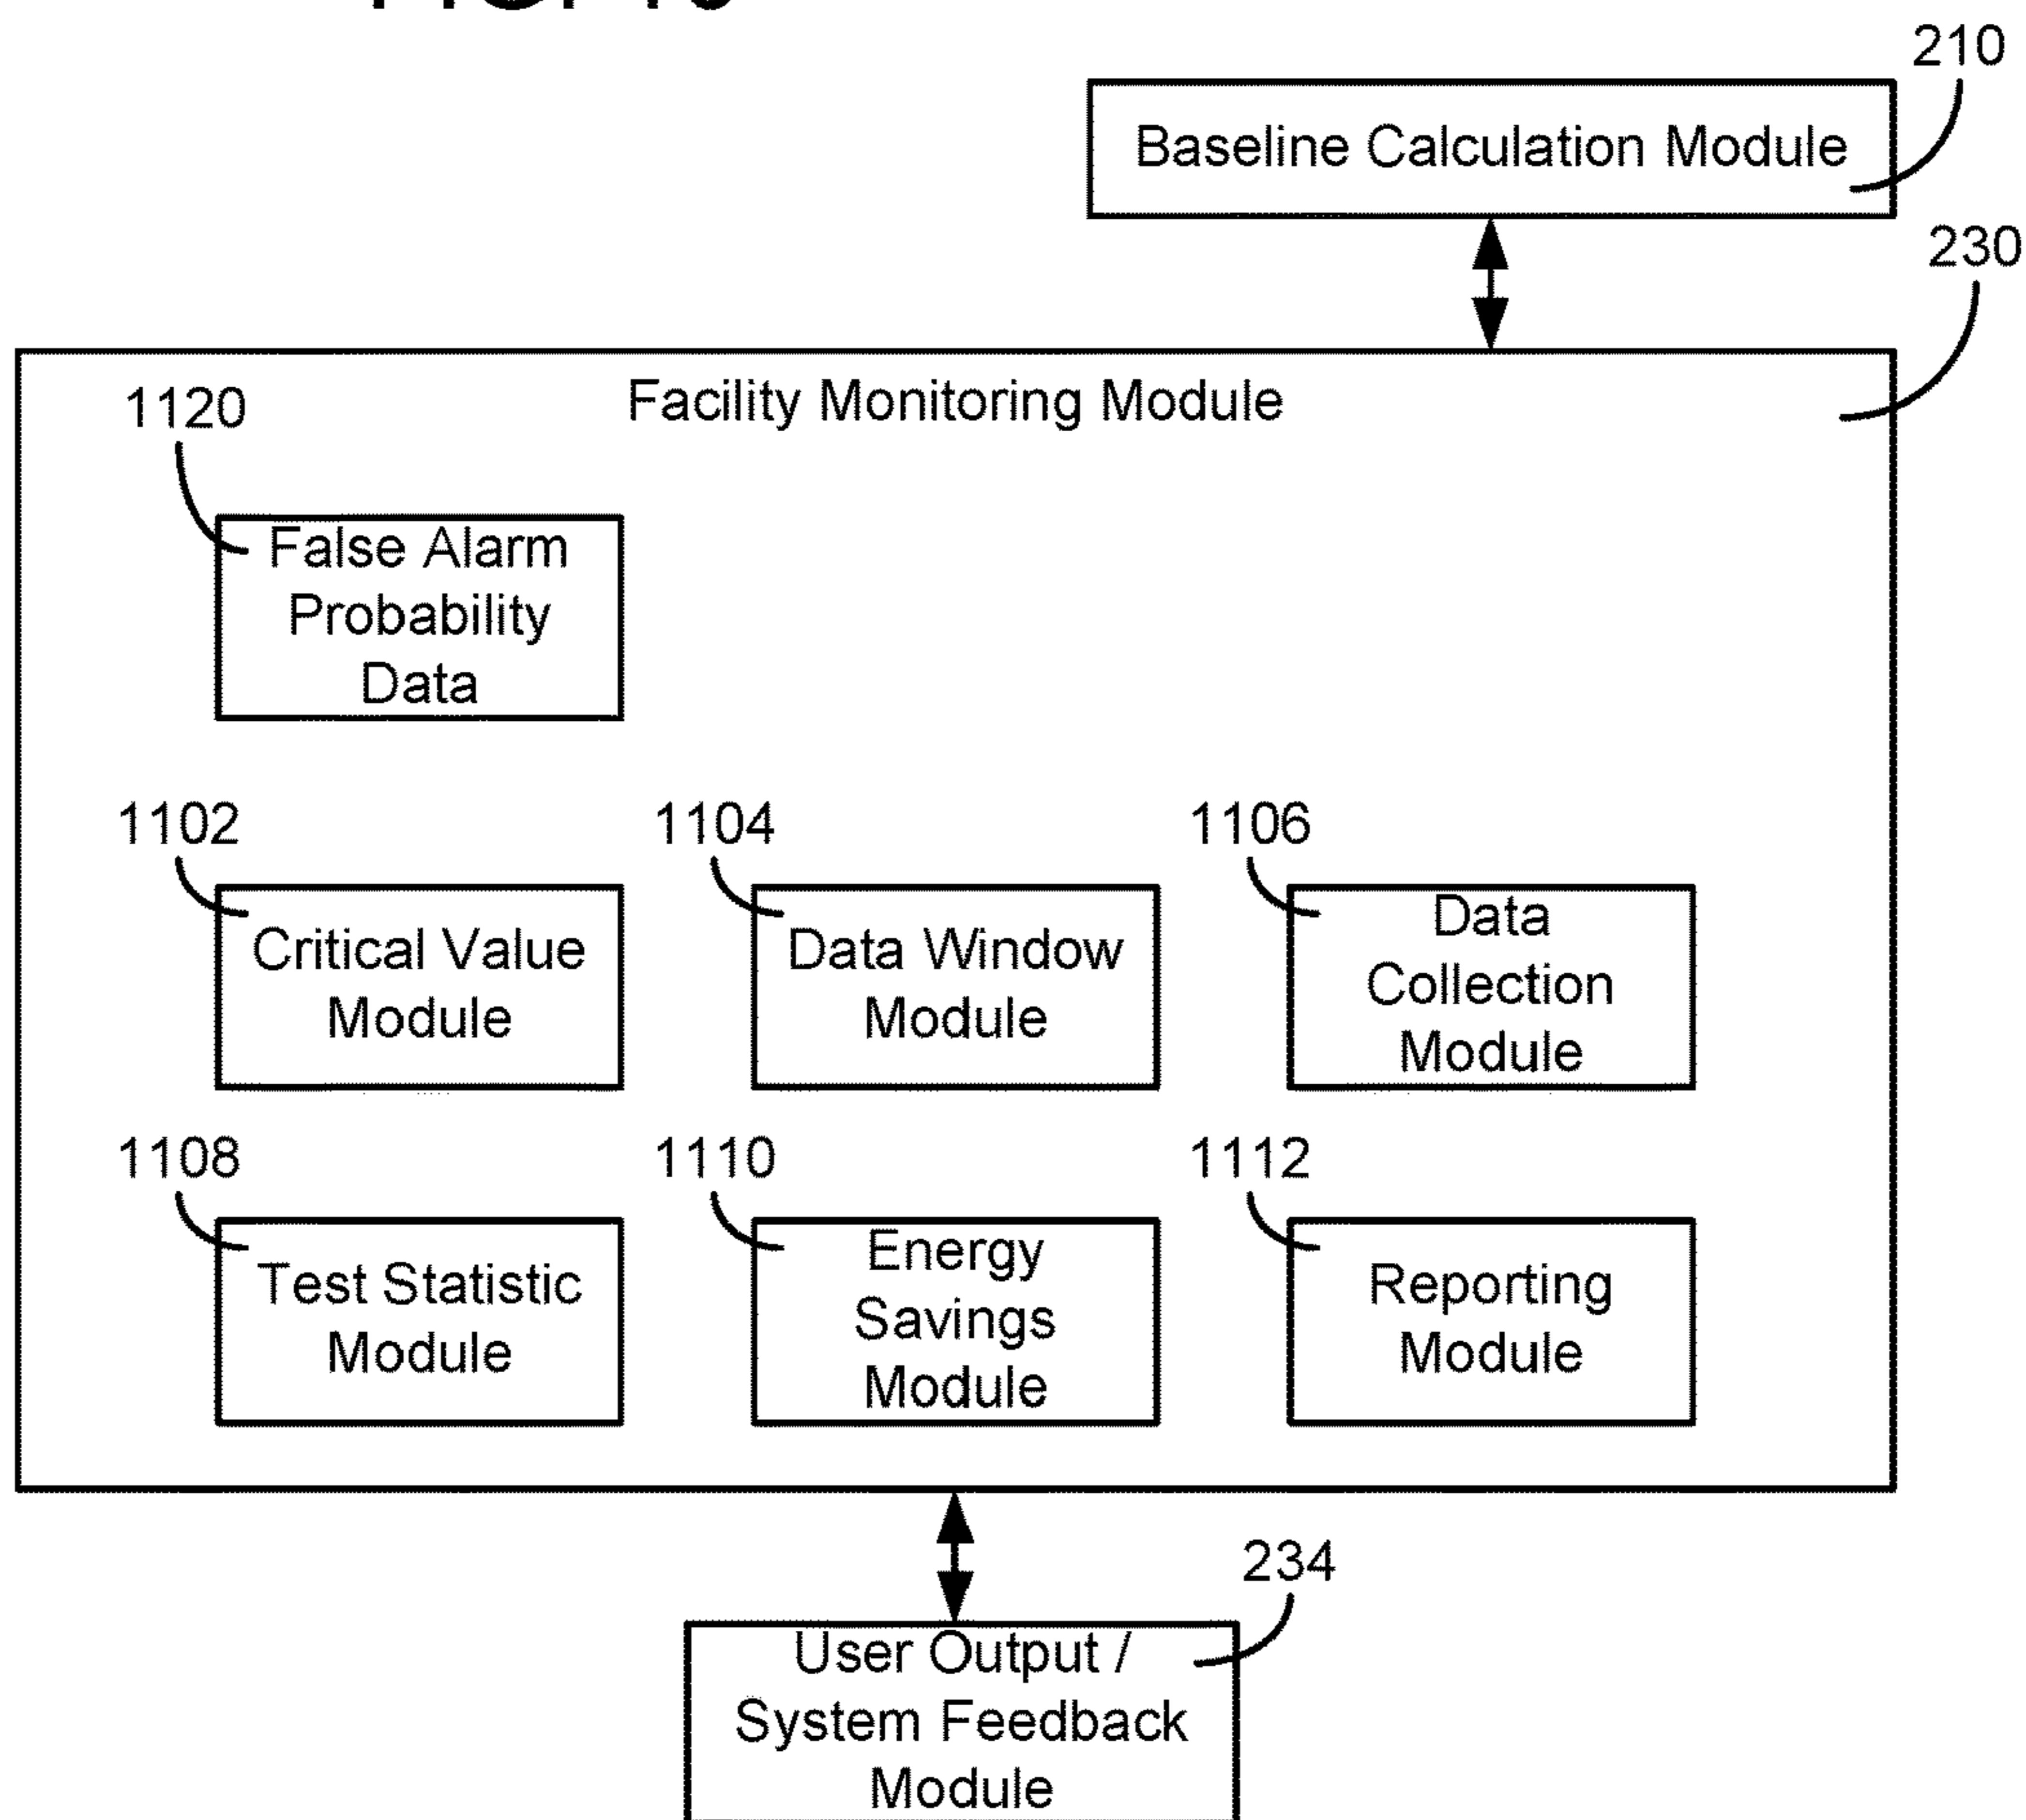 210
Baseline Calculation Module
230
Facility Monitoring Module
1120
False Alarm
Probability
Data
1102
1104
1106
Critical Value
Module
Data Window
Module
Data
Collection
Module
1108
1110
1112
Test Statistic
Module
Energy
Savings
Module
Reporting
Module
234
User Output /
System Feedback
Module